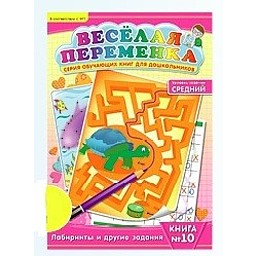 ВЕСЁЛАЯ
ПЕРЕМЕНКА
СЕРИЯ ОБУЧАЮЩИХ КНИГ ДЛЯ ДОШКОЛЬНИКОВ
СРЕДНИЙ
Лабиринты и другие задания
КНИГА
№10